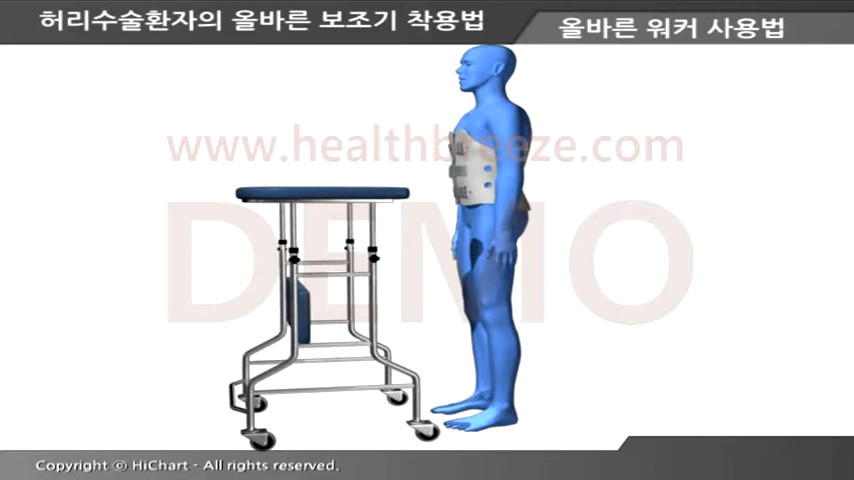 허리수술환자의 올바른 보조기 착용법
올바른 워커 사용법
www.healthbreeze.com
DEMO
Copyright ⓒ HiChart - All rights reserved.